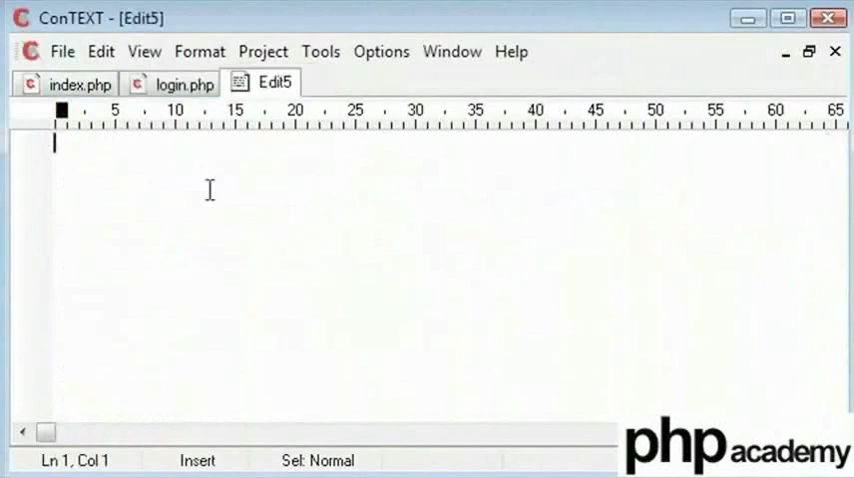 ConTEXT - [Edit5]
File Edit View Format Project Tools Options Window Help
index.php login.php Edit5
5 10 15 20 25 30 35 40 45 50 55 60 65
Ln 1, Col 1 Insert Sel: Normal
php academy